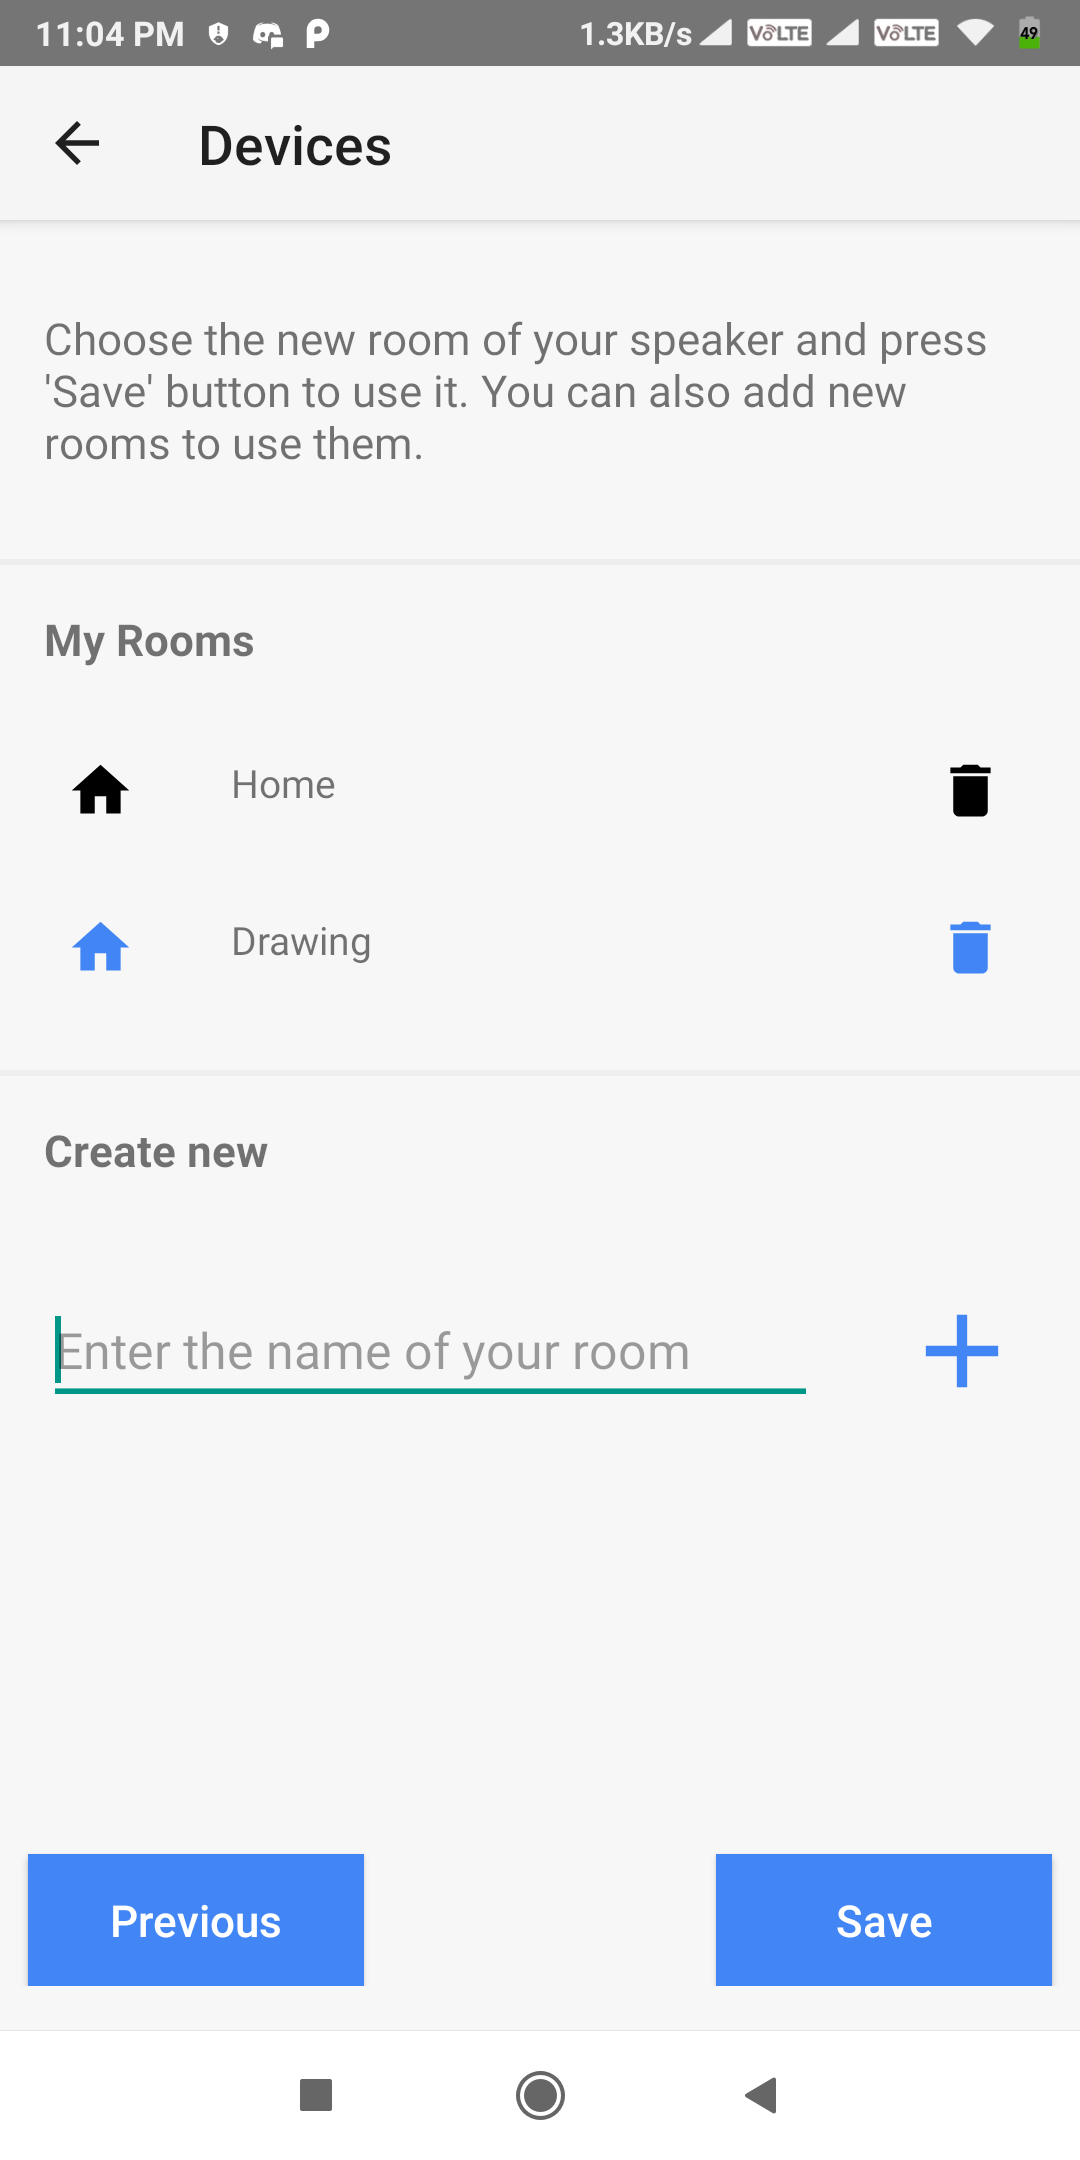 11:04 PM 1.3KB/s VoLTE VoLTE 49
Devices
Choose the new room of your speaker and press
'Save' button to use it. You can also add new
rooms to use them.
My Rooms
Home
Drawing
Create new
Enter the name of your room
Previous Save